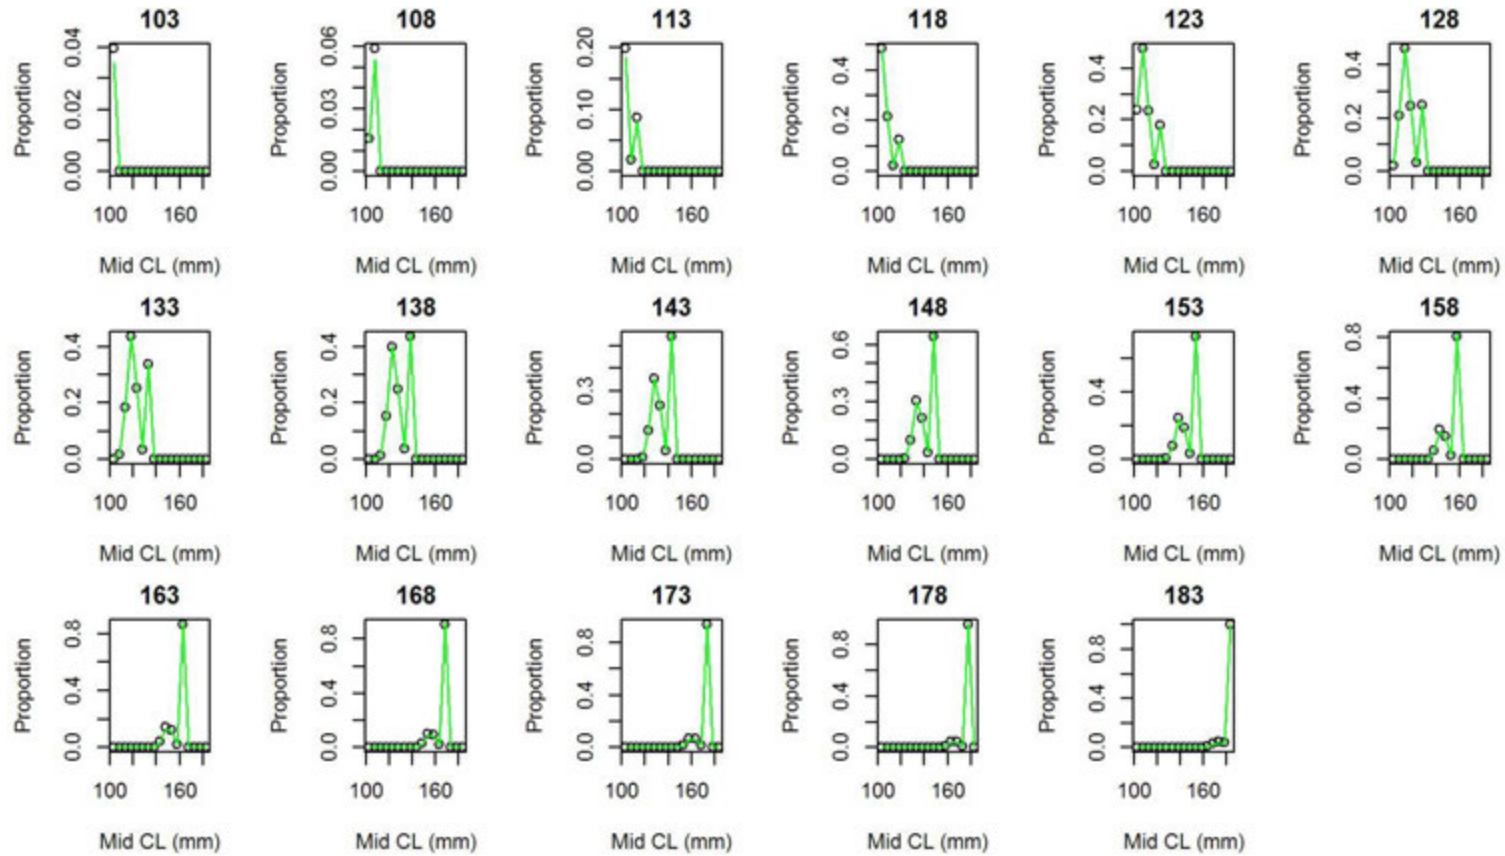 103 108 113 118 123 128
Proportion 0.00 0.02 0.04 Proportion 0.00 0.03 0.06 Proportion 0.00 0.10 0.20 Proportion 0.0 0.2 0.4 Proportion 0.0 0.2 0.4 Proportion 0.0 0.2 0.4
100 160 100 160 100 160 100 160 100 160 100 160
Mid CL (mm) Mid CL (mm) Mid CL (mm) Mid CL (mm) Mid CL (mm) Mid CL (mm)
133 138 143 148 153 158
Proportion 0.0 0.2 0.4 Proportion 0.0 0.2 0.4 Proportion 0.0 0.3 Proportion 0.0 0.3 0.6 Proportion 0.0 0.4 Proportion 0.0 0.4 0.8
100 160 100 160 100 160 100 160 100 160 100 160
Mid CL (mm) Mid CL (mm) Mid CL (mm) Mid CL (mm) Mid CL (mm) Mid CL (mm)
163 168 173 178 183
Proportion 0.0 0.4 0.8 Proportion 0.0 0.4 0.8 Proportion 0.0 0.4 0.8 Proportion 0.0 0.4 0.8 Proportion 0.0 0.4 0.8
100 160 100 160 100 160 100 160 100 160
Mid CL (mm) Mid CL (mm) Mid CL (mm) Mid CL (mm) Mid CL (mm)